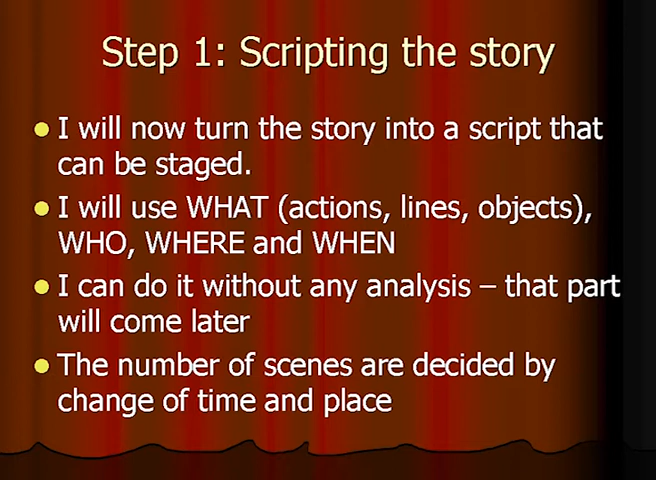 Step 1: Scripting the story
● I will now turn the story into a script that
can be staged.
● I will use WHAT (actions, lines, objects),
WHO, WHERE and WHEN
● I can do it without any analysis – that part
will come later
● The number of scenes are decided by
change of time and place